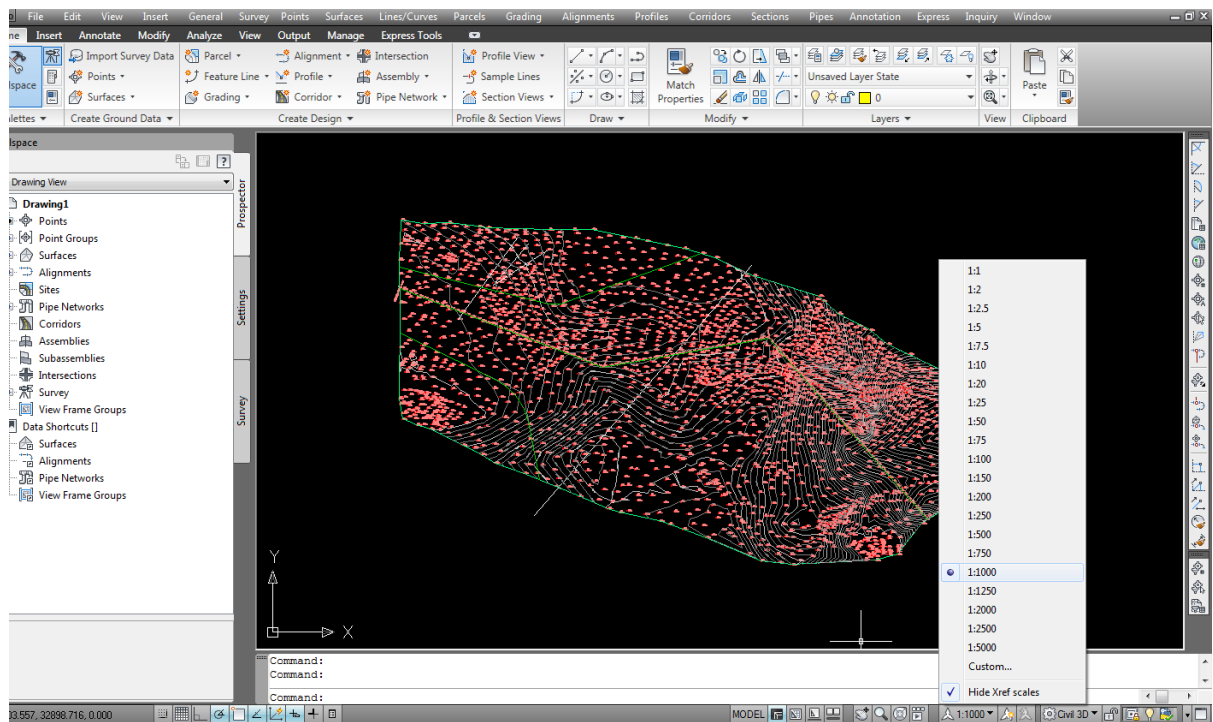 File Edit View Insert General Survey Points Surfaces Lines/Curves Parcels Grading Alignments Profiles Corridors Sections Pipes Annotation Express Inquiry Window
Insert Annotate Modify Analyze View Output Manage Express Tools
Import Survey Data Parcel Alignment Intersection Profile View
Points Feature Line Profile Assembly Sample Lines Match Properties Unsaved Layer State Paste
Surfaces Grading Corridor Pipe Network Section Views 0
Create Ground Data Create Design Profile & Section Views Draw Modify Layers View Clipboard
Drawing View
Prospector
Settings
Survey
Drawing1
Points
Point Groups
Surfaces
Alignments
Sites
Pipe Networks
Corridors
Assemblies
Subassemblies
Intersections
Survey
View Frame Groups
Data Shortcuts []
Surfaces
Alignments
Pipe Networks
View Frame Groups
Y
X
1:1
1:2
1:2.5
1:5
1:7.5
1:10
1:20
1:25
1:50
1:75
1:100
1:150
1:200
1:250
1:500
1:750
1:1000
1:1250
1:2000
1:2500
1:5000
Custom...
Hide Xref scales
Command:
Command:
Command:
03.557, 32898.716, 0.000 MODEL 1:1000 Civil 3D